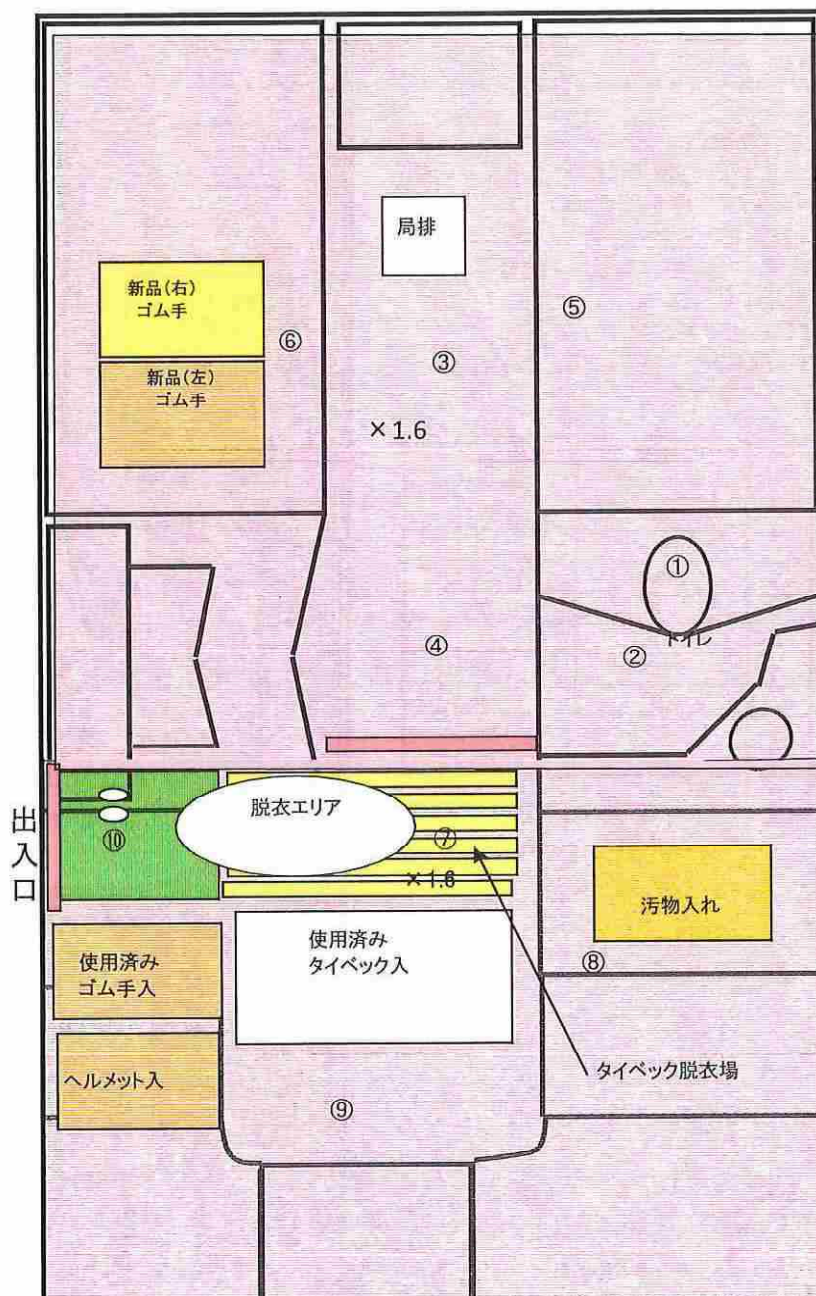 局排
新品(右)
ゴム手
⑤
⑥
③
新品(左)
ゴム手
×1.6
①
トイレ
④
②
出入口
脱衣エリア
⑩
⑦
×1.6
汚物入れ
使用済み
タイベック入
使用済み
ゴム手入
⑧
ヘルメット入
タイベック脱衣場
⑨